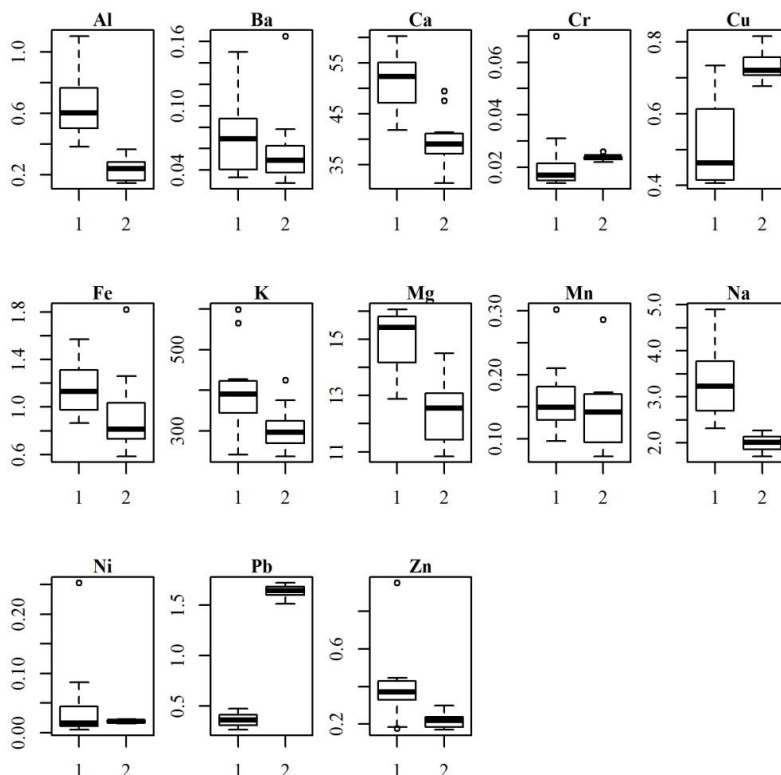 Al Ba Ca Cr Cu
1.0 0.6 0.2 0.16 0.10 0.04 55 45 35 0.06 0.04 0.02 0.8 0.6 0.4
1 2 1 2 1 2 1 2 1 2
Fe K Mg Mn Na
1.8 1.4 1.0 0.6 500 300 15 13 11 0.30 0.20 0.10 5.0 4.0 3.0 2.0
1 2 1 2 1 2 1 2 1 2
Ni Pb Zn
0.20 0.10 0.00 1.5 1.0 0.5 0.6 0.2
1 2 1 2 1 2